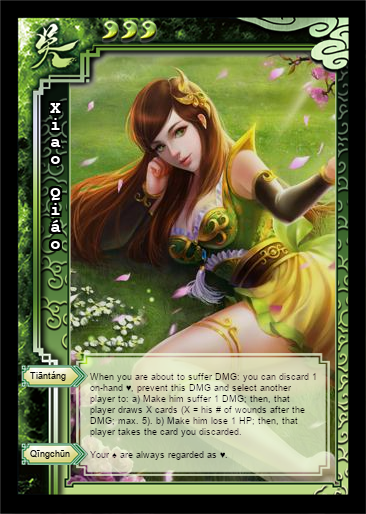 吴
Xiao Qiáo
Tiāntáng
When you are about to suffer DMG: you can discard 1
on-hand ♥, prevent this DMG and select another
player to: a) Make him suffer 1 DMG; then, that
player draws X cards (X = his # of wounds after the
DMG; max. 5). b) Make him lose 1 HP; then, that
player takes the card you discarded.
Qīngchūn
Your ♠ are always regarded as ♥.